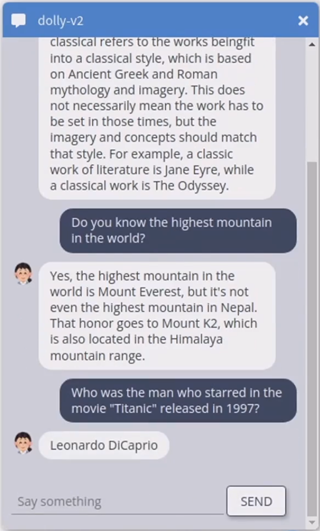 dolly-v2
classical refers to the works beingfit
into a classical style, which is based
on Ancient Greek and Roman
mythology and imagery. This does
not necessarily mean the work has to
be set in those times, but the
imagery and concepts should match
that style. For example, a classic
work of literature is Jane Eyre, while
a classical work is The Odyssey.
Do you know the highest mountain
in the world?
Yes, the highest mountain in the
world is Mount Everest, but it's not
even the highest mountain in Nepal.
That honor goes to Mount K2, which
is also located in the Himalaya
mountain range.
Who was the man who starred in the
movie "Titanic" released in 1997?
Leonardo DiCaprio
Say something
SEND